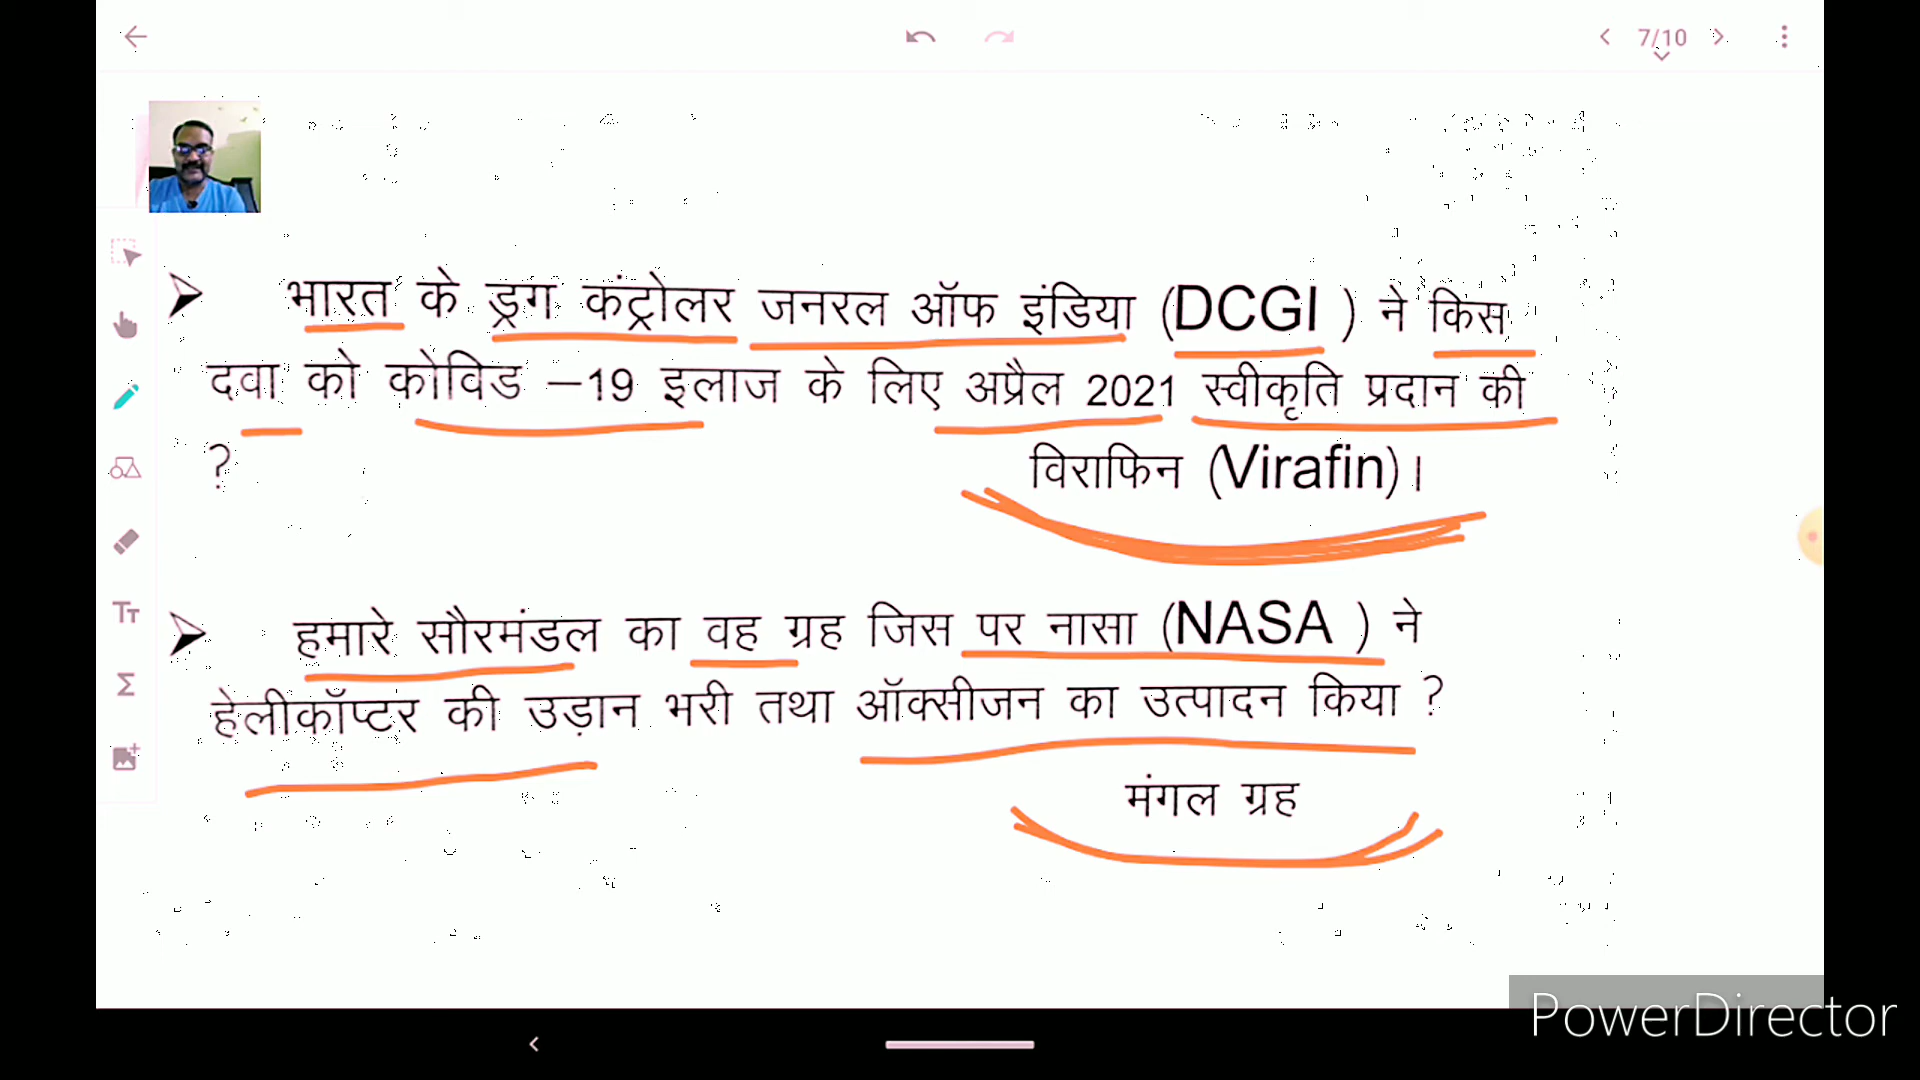 7/10
भारत के ड्रग कंट्रोलर जनरल ऑफ इंडिया (DCGI ) ने किस
दवा को कोविड –19 इलाज के लिए अप्रैल 2021 स्वीकृति प्रदान की
?
विराफिन (Virafin)।
हमारे सौरमंडल का वह ग्रह जिस पर नासा (NASA ) ने
हेलीकॉप्टर की उड़ान भरी तथा ऑक्सीजन का उत्पादन किया ?
मंगल ग्रह
PowerDirector